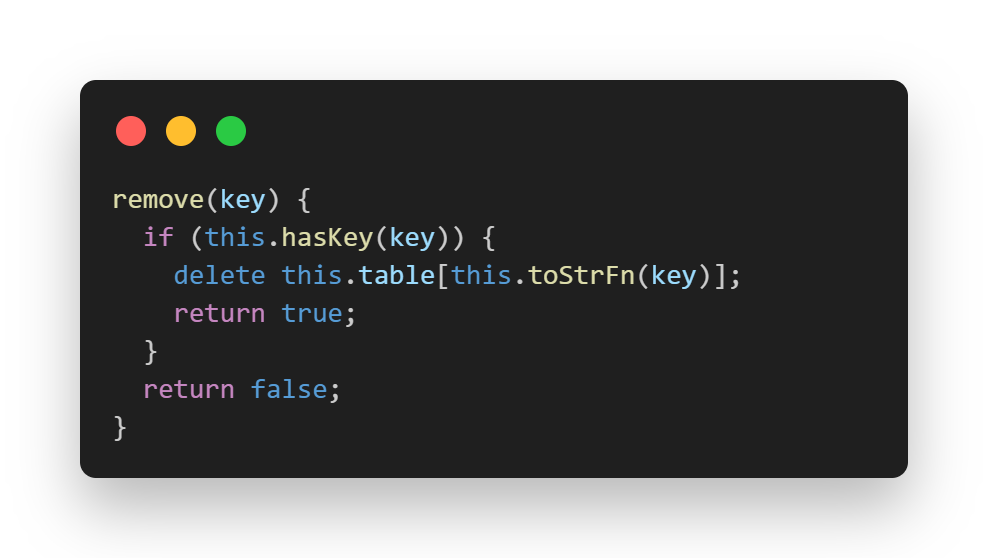 remove(key) {
  if (this.hasKey(key)) {
    delete this.table[this.toStrFn(key)];
    return true;
  }
  return false;
}